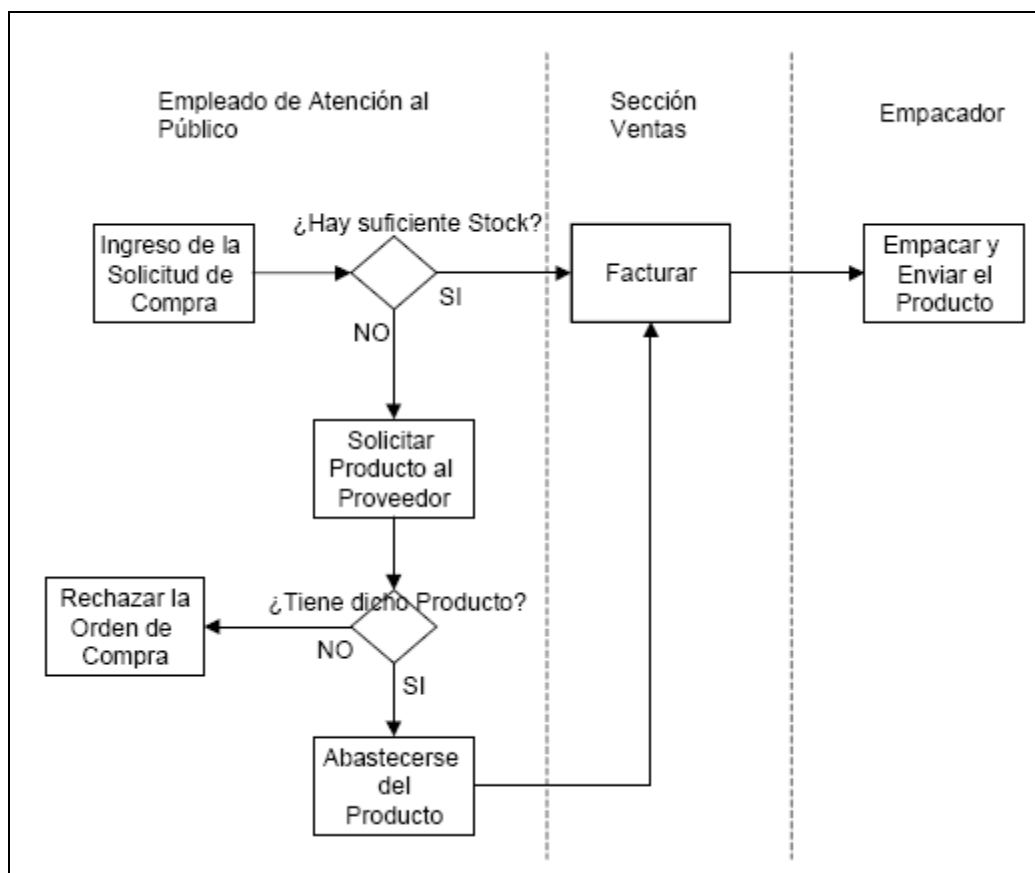 Empleado de Atención al
Público
Sección
Ventas
Empacador
¿Hay suficiente Stock?
Ingreso de la
Solicitud de
Compra
SI
NO
Facturar
Empacar y
Enviar el
Producto
Solicitar
Producto al
Proveedor
¿Tiene dicho Producto?
Rechazar la
Orden de
Compra
NO
SI
Abastecerse
del
Producto